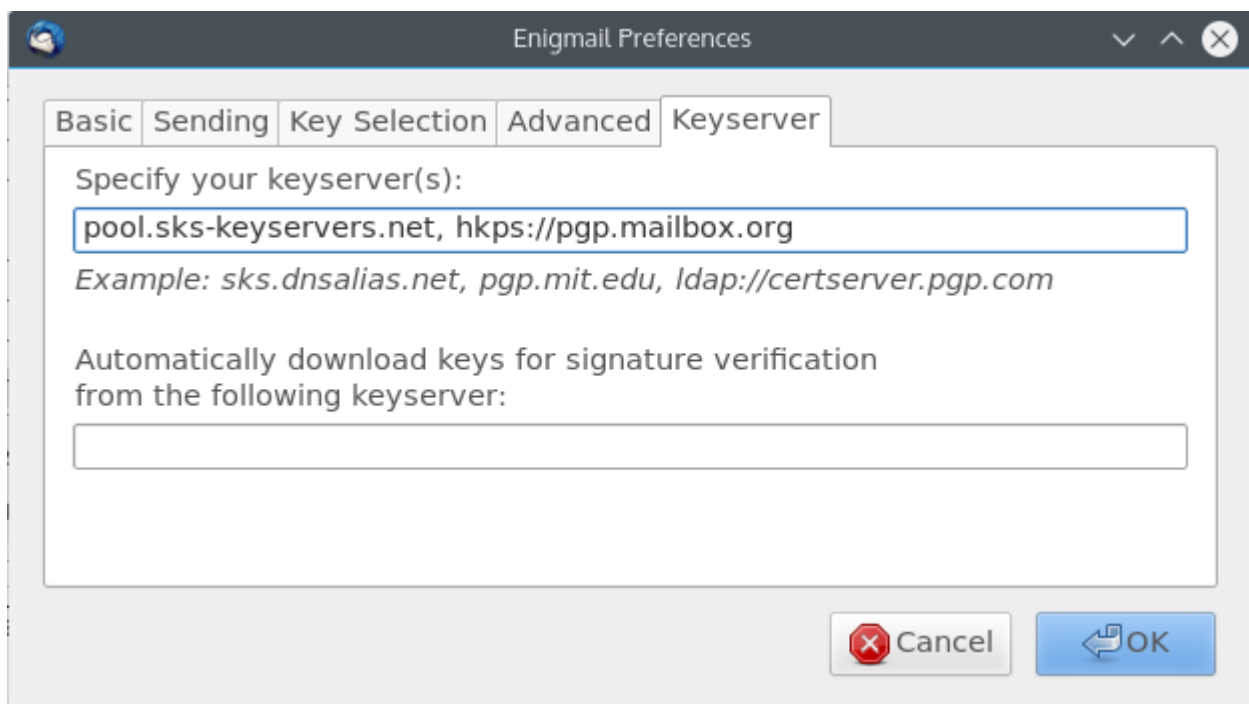 Enigmail Preferences
Basic Sending Key Selection Advanced Keyserver
Specify your keyserver(s):
pool.sks-keyservers.net, hkps://pgp.mailbox.org
Example: sks.dnsalias.net, pgp.mit.edu, ldap://certserver.pgp.com
Automatically download keys for signature verification
from the following keyserver:
Cancel OK